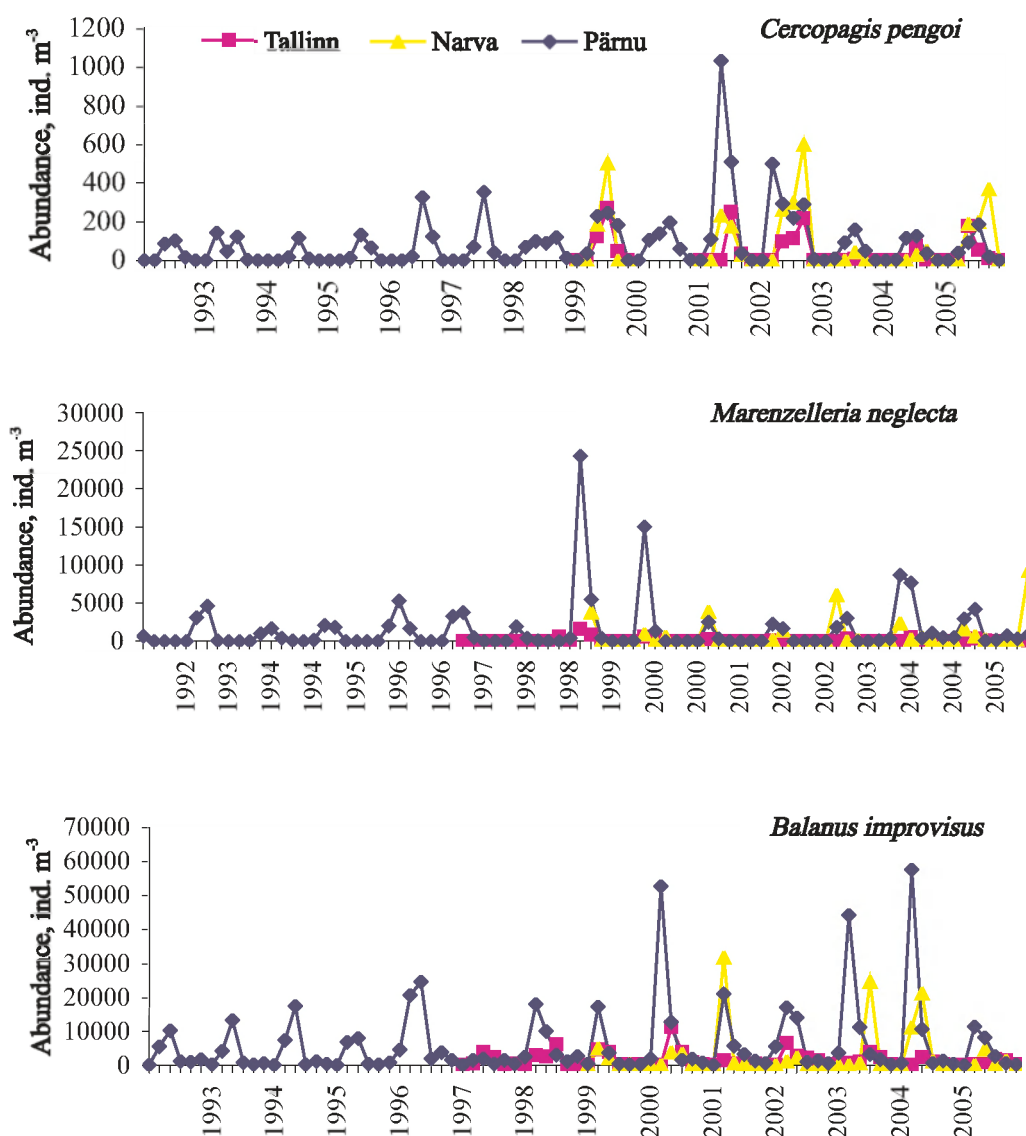 Tallinn Narva Pärnu
Cercopagis pengoi
Abundance, ind. m-3
1200
1000
800
600
400
200
0
1993 1994 1995 1996 1997 1998 1999 2000 2001 2002 2003 2004 2005
Marenzelleria neglecta
Abundance, ind. m-3
30000
25000
20000
15000
10000
5000
0
1992 1993 1994 1994 1996 1996 1997 1998 1998 1999 2000 2001 2002 2002 2004 2004 2005
Balanus improvisus
Abundance, ind. m-3
70000
60000
50000
40000
30000
20000
10000
0
1993 1994 1995 1996 1997 1998 1999 2000 2001 2002 2003 2004 2005